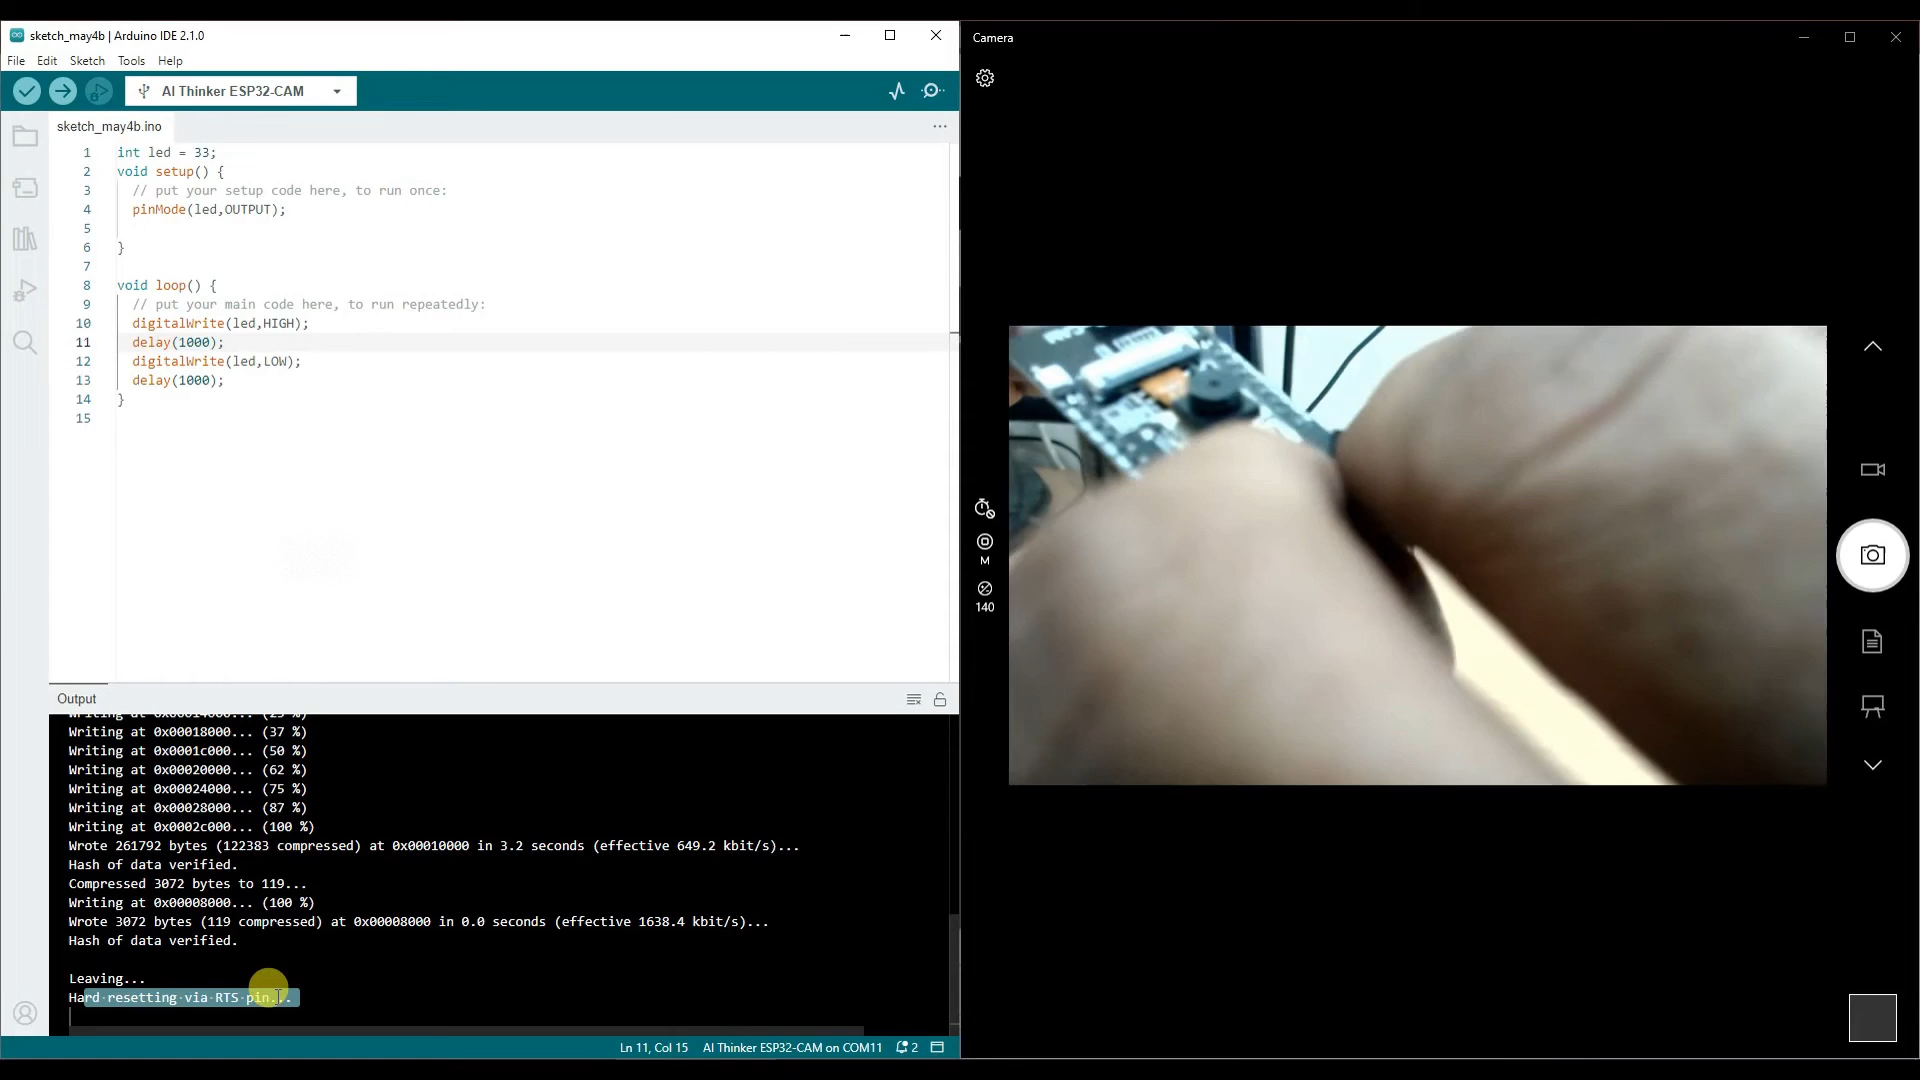 sketch_may4b | Arduino IDE 2.1.0
File Edit Sketch Tools Help
AI Thinker ESP32-CAM
sketch_may4b.ino
1 int led = 33;
2 void setup() {
3 // put your setup code here, to run once:
4 pinMode(led,OUTPUT);
5
6 }
7
8 void loop() {
9 // put your main code here, to run repeatedly:
10 digitalWrite(led,HIGH);
11 delay(1000);
12 digitalWrite(led,LOW);
13 delay(1000);
14 }
15
Output
Writing at 0x00014000... (25 %)
Writing at 0x00018000... (37 %)
Writing at 0x0001c000... (50 %)
Writing at 0x00020000... (62 %)
Writing at 0x00024000... (75 %)
Writing at 0x00028000... (87 %)
Writing at 0x0002c000... (100 %)
Wrote 261792 bytes (122383 compressed) at 0x00010000 in 3.2 seconds (effective 649.2 kbit/s)...
Hash of data verified.
Compressed 3072 bytes to 119...
Writing at 0x00008000... (100 %)
Wrote 3072 bytes (119 compressed) at 0x00008000 in 0.0 seconds (effective 1638.4 kbit/s)...
Hash of data verified.
Leaving...
Hard resetting via RTS pin...
Ln 11, Col 15 AI Thinker ESP32-CAM on COM11 2
Camera
M
140